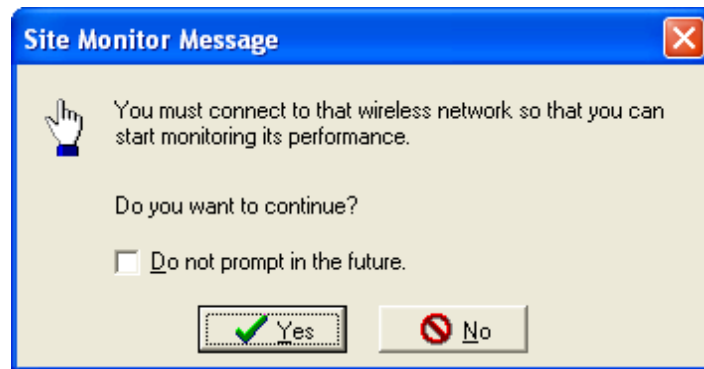 Site Monitor Message
You must connect to that wireless network so that you can
start monitoring its performance.
Do you want to continue?
Do not prompt in the future.
Yes
No